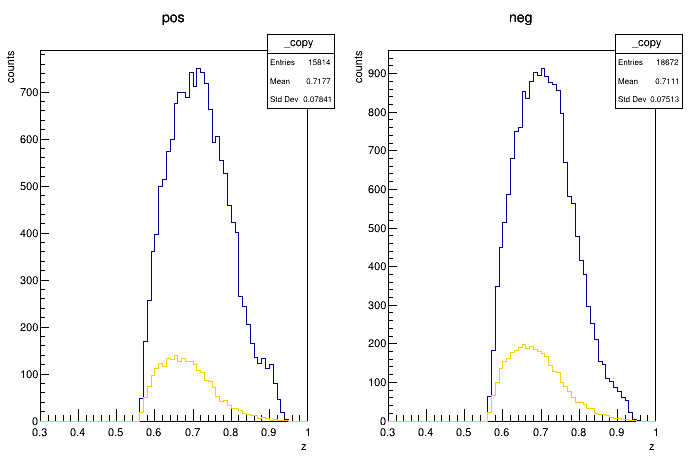 pos
counts
_copy
Entries 15814
Mean 0.7177
Std Dev 0.07841
700
600
500
400
300
200
100
0
0.3 0.4 0.5 0.6 0.7 0.8 0.9 1
z
neg
counts
_copy
Entries 18672
Mean 0.7111
Std Dev 0.07513
900
800
700
600
500
400
300
200
100
0
0.3 0.4 0.5 0.6 0.7 0.8 0.9 1
z